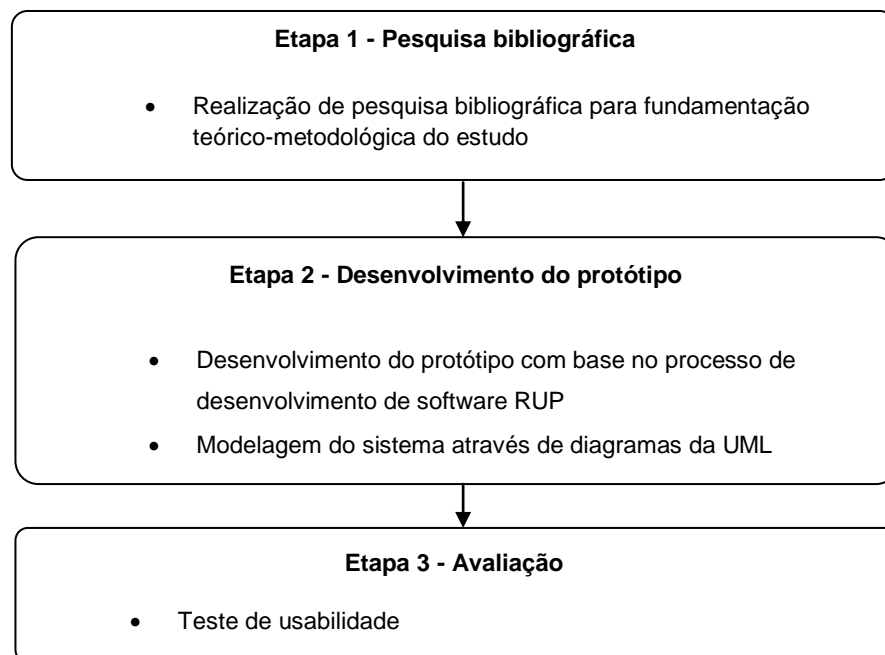 Etapa 1 - Pesquisa bibliográfica
• Realização de pesquisa bibliográfica para fundamentação
teórico-metodológica do estudo
Etapa 2 - Desenvolvimento do protótipo
• Desenvolvimento do protótipo com base no processo de
desenvolvimento de software RUP
• Modelagem do sistema através de diagramas da UML
Etapa 3 - Avaliação
• Teste de usabilidade